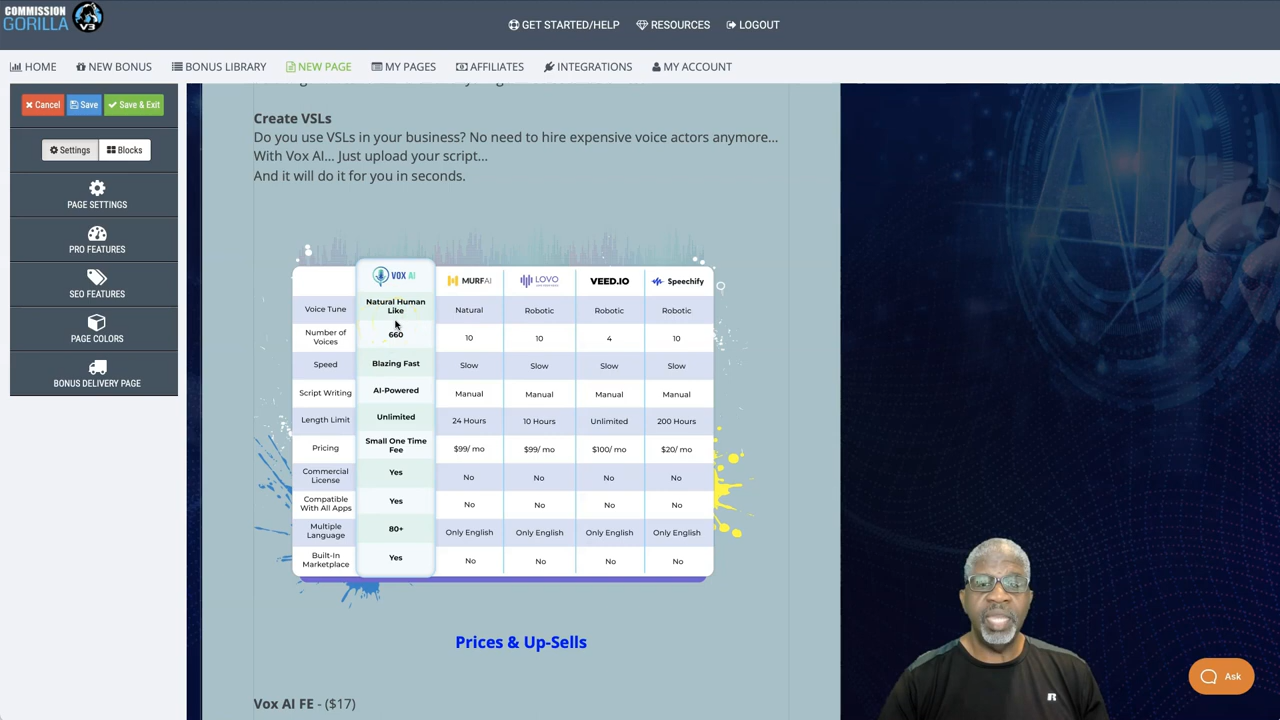 COMMISSION
GORILLA V3
GET STARTED/HELP RESOURCES LOGOUT
HOME NEW BONUS BONUS LIBRARY NEW PAGE MY PAGES AFFILIATES INTEGRATIONS MY ACCOUNT
Cancel Save Save & Exit
Settings Blocks
PAGE SETTINGS
PRO FEATURES
SEO FEATURES
PAGE COLORS
BONUS DELIVERY PAGE
Create VSLs
Do you use VSLs in your business? No need to hire expensive voice actors anymore...
With Vox AI... Just upload your script...
And it will do it for you in seconds.
VOX AI MURFAI LOVO VEED.IO Speechify
Voice Tune Natural Human Like Natural Robotic Robotic Robotic
Number of Voices 660 10 10 4 10
Speed Blazing Fast Slow Slow Slow Slow
Script Writing AI-Powered Manual Manual Manual Manual
Length Limit Unlimited 24 Hours 10 Hours Unlimited 200 Hours
Pricing Small One Time Fee $99/ mo $99/ mo $100/ mo $20/ mo
Commercial License Yes No No No No
Compatible With All Apps Yes No No No No
Multiple Language 80+ Only English Only English Only English Only English
Built-In Marketplace Yes No No No No
Prices & Up-Sells
Vox AI FE - ($17)
AI
R
Ask